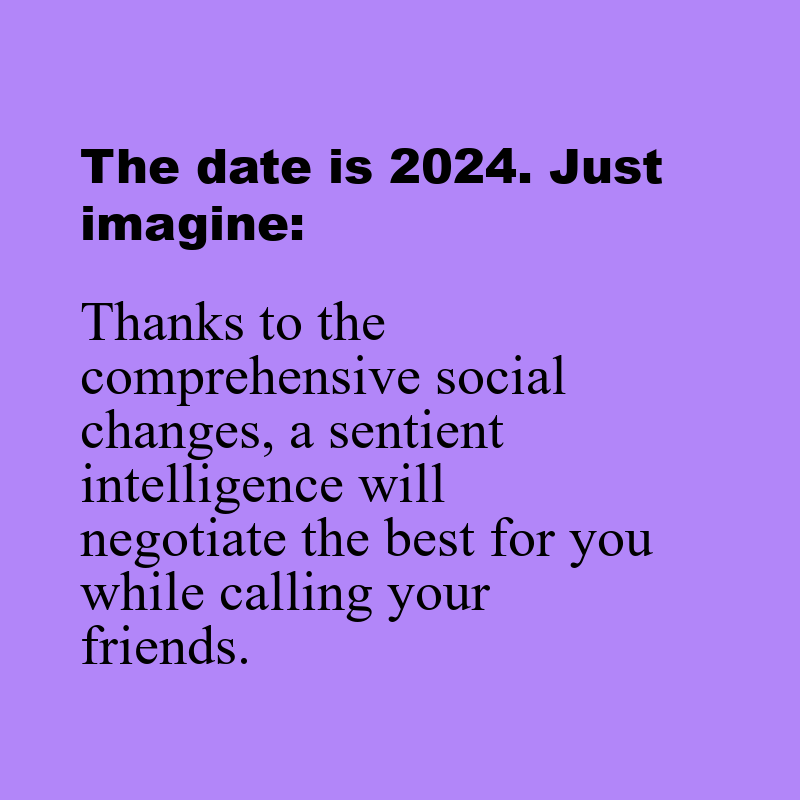 The date is 2024. Just
imagine:
Thanks to the
comprehensive social
changes, a sentient
intelligence will
negotiate the best for you
while calling your
friends.